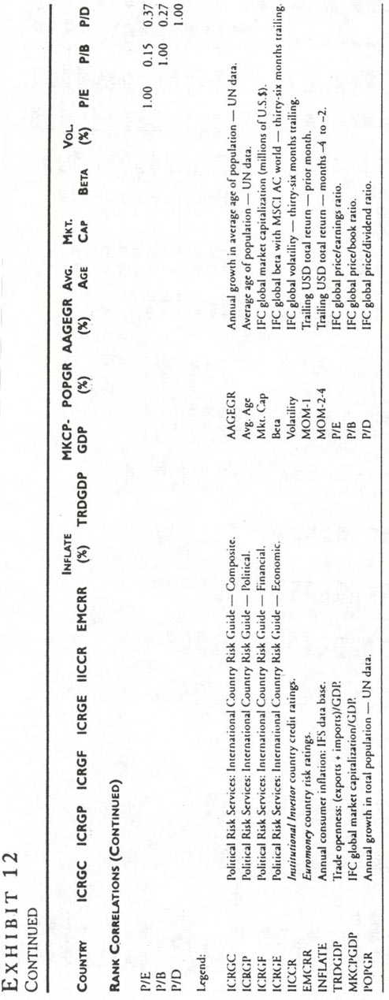 EXHIBIT 12
CONTINUED
COUNTRY ICRGC ICRGP ICRGF ICRGE IICCR EMCRR INFLATE (%) TRDGDP MKCP-GDP POPGR (%) AAGEGR (%) AVG. AGE MKT. CAP BETA VOL. (%) P/E P/B P/D
RANK CORRELATIONS (CONTINUED)
P/E 1.00 0.15 0.37
P/B 1.00 0.27
P/D 1.00
Legend:
ICRGC Political Risk Services: International Country Risk Guide — Composite.
ICRGP Political Risk Services: International Country Risk Guide — Political.
ICRGF Political Risk Services: International Country Risk Guide — Financial.
ICRGE Political Risk Services: International Country Risk Guide — Economic.
IICCR Institutional Investor country credit ratings.
EMCRR Euromoney country risk ratings.
INFLATE Annual consumer inflation: IFS data base.
TRDGDP Trade openness: (exports + imports)/GDP.
MKCPGDP IFC global market capitalization/GDP.
POPGR Annual growth in total population — UN data.
AAGEGR Annual growth in average age of population — UN data.
Avg. Age Average age of population — UN data.
Mkt. Cap IFC global market capitalization (millions of U.S.$).
Beta IFC global beta with MSCI AC world — thirty-six months trailing.
Volatility IFC global volatility — thirty-six months trailing.
MOM-1 Trailing USD total return — prior month.
MOM-2-4 Trailing USD total return — months –4 to –2.
P/E IFC global price/earnings ratio.
P/B IFC global price/book ratio.
P/D IFC global price/dividend ratio.